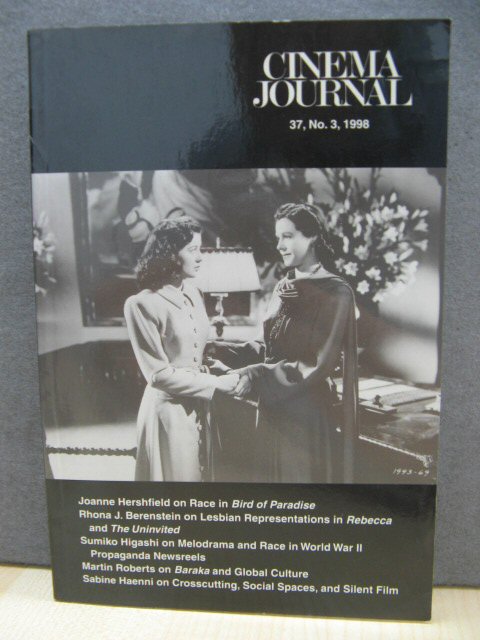 CINEMA
JOURNAL
37, No. 3, 1998
1993-69
Joanne Hershfield on Race in Bird of Paradise
Rhona J. Berenstein on Lesbian Representations in Rebecca
and The Uninvited
Sumiko Higashi on Melodrama and Race in World War II
Propaganda Newsreels
Martin Roberts on Baraka and Global Culture
Sabine Haenni on Crosscutting, Social Spaces, and Silent Film